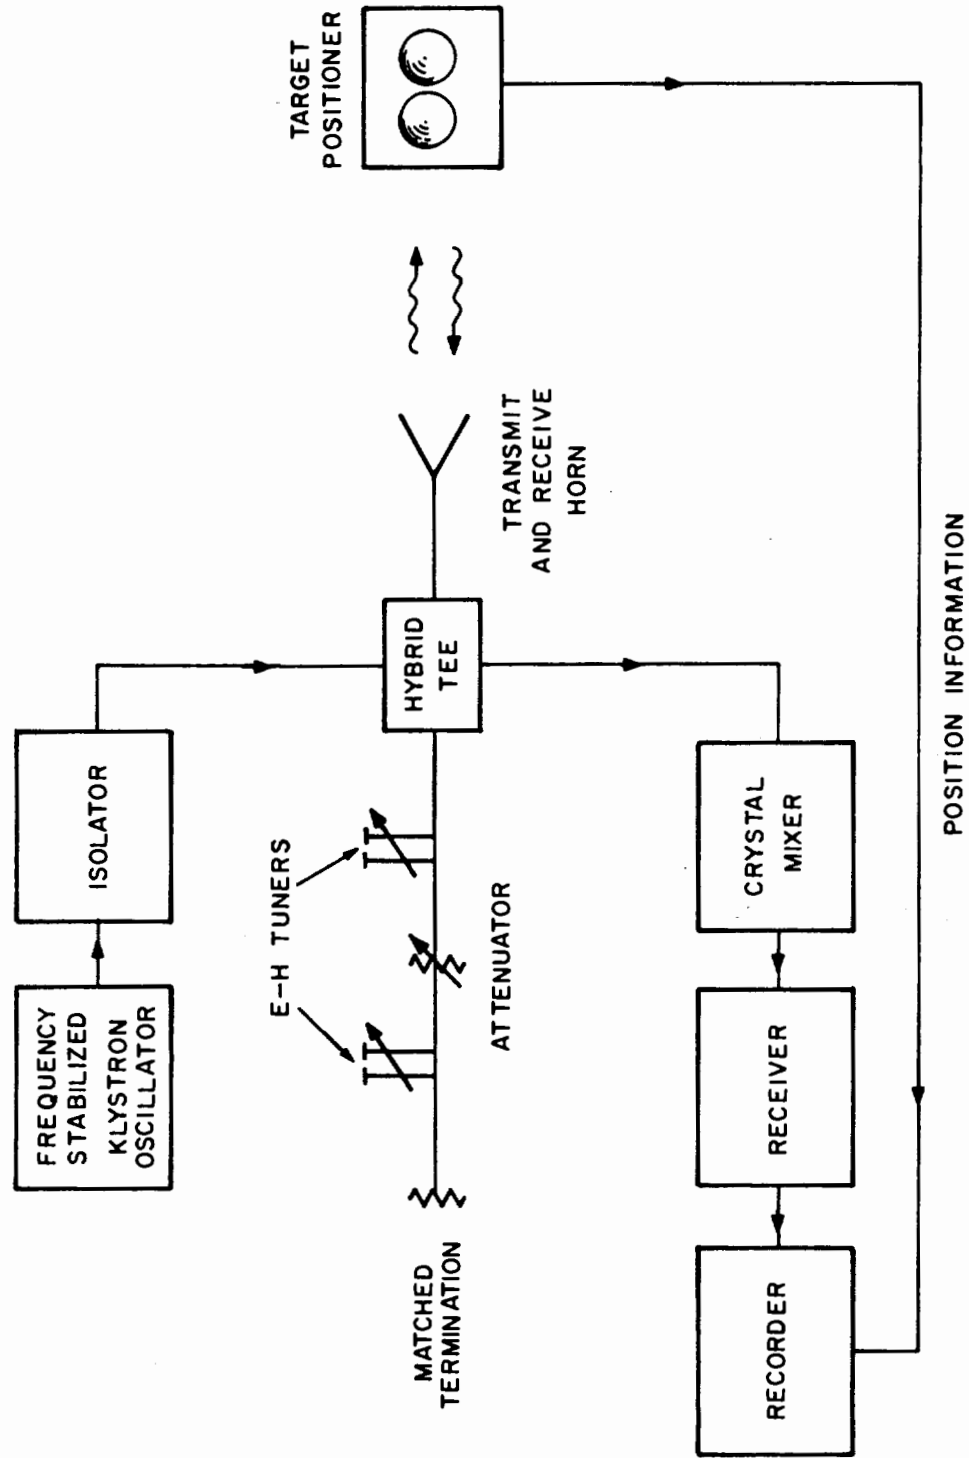 FREQUENCY
STABILIZED
KLYSTRON
OSCILLATOR
ISOLATOR
TARGET
POSITIONER
E-H TUNERS
HYBRID
TEE
TRANSMIT
AND RECEIVE
HORN
MATCHED
TERMINATION
ATTENUATOR
RECORDER
RECEIVER
CRYSTAL
MIXER
POSITION INFORMATION